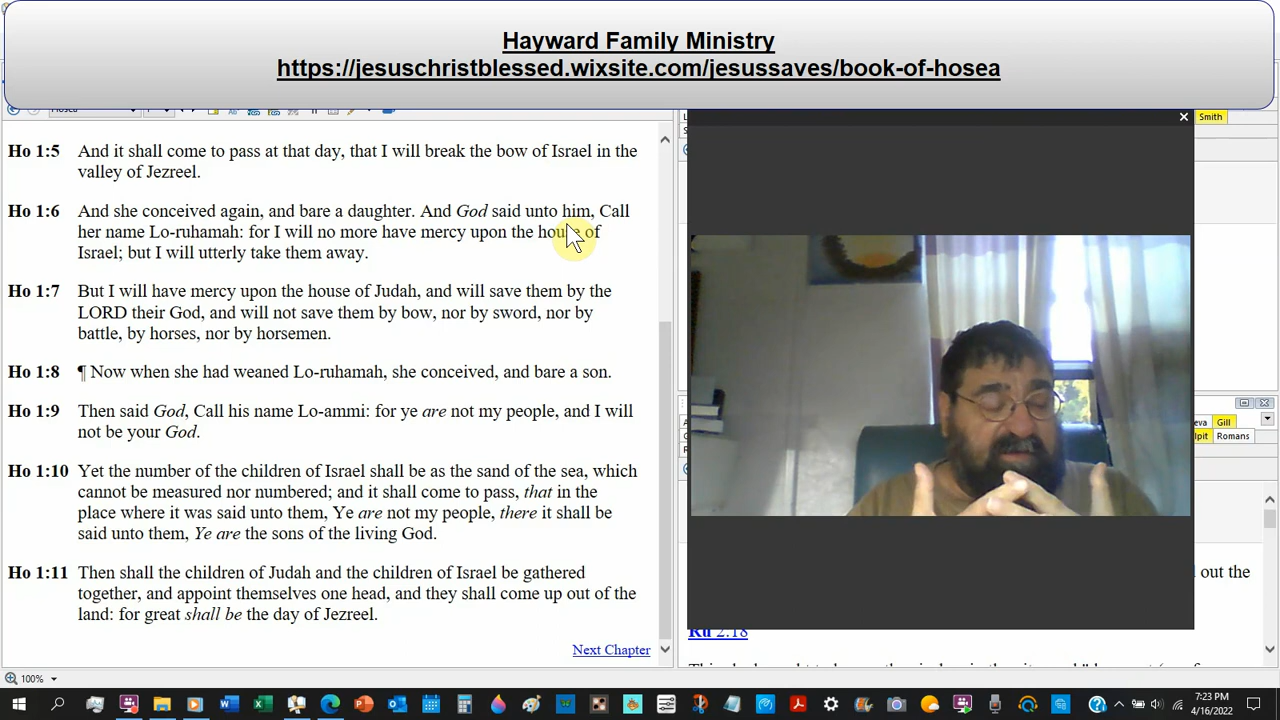 Hayward Family Ministry
https://jesuschristblessed.wixsite.com/jesussaves/book-of-hosea
Smith
Ho 1:5 And it shall come to pass at that day, that I will break the bow of Israel in the
valley of Jezreel.
Ho 1:6 And she conceived again, and bare a daughter. And God said unto him, Call
her name Lo-ruhamah: for I will no more have mercy upon the house of
Israel; but I will utterly take them away.
Ho 1:7 But I will have mercy upon the house of Judah, and will save them by the
LORD their God, and will not save them by bow, nor by sword, nor by
battle, by horses, nor by horsemen.
Ho 1:8 ¶ Now when she had weaned Lo-ruhamah, she conceived, and bare a son.
Ho 1:9 Then said God, Call his name Lo-ammi: for ye are not my people, and I will
not be your God.
Ho 1:10 Yet the number of the children of Israel shall be as the sand of the sea, which
cannot be measured nor numbered; and it shall come to pass, that in the
place where it was said unto them, Ye are not my people, there it shall be
said unto them, Ye are the sons of the living God.
Ho 1:11 Then shall the children of Judah and the children of Israel be gathered
together, and appoint themselves one head, and they shall come up out of the
land: for great shall be the day of Jezreel.
Next Chapter
eva Gill
lpit Romans
out the
Ru 2:18
100%
7:23 PM
4/16/2022